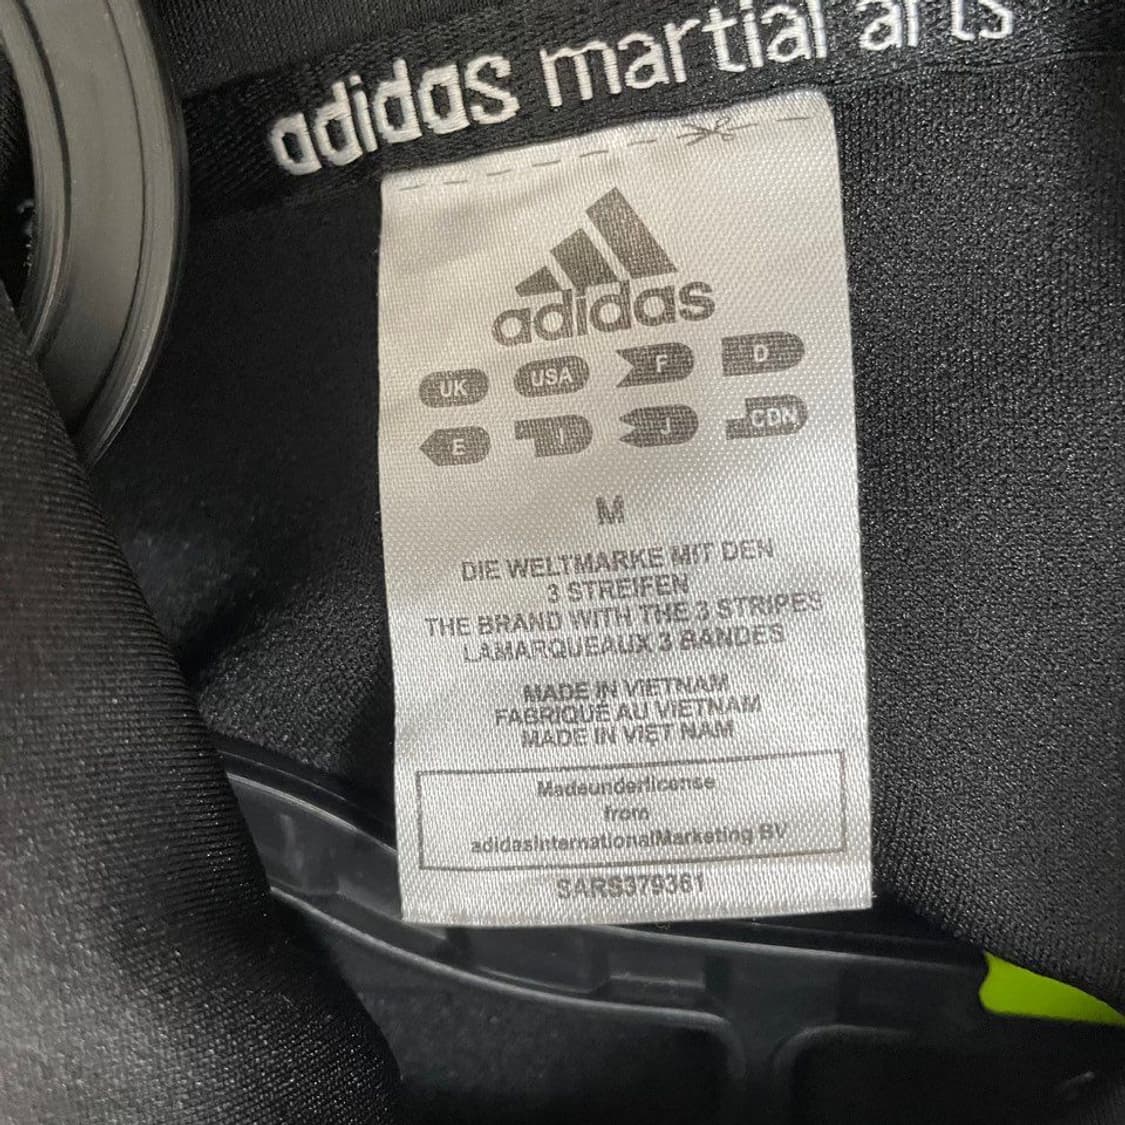 adidas martial arts
adidas
UK USA F D
E I J CDN
M
DIE WELTMARKE MIT DEN
3 STREIFEN
THE BRAND WITH THE 3 STRIPES
LAMARQUEAUX 3 BANDES
MADE IN VIETNAM
FABRIQUÉ AU VIETNAM
MADE IN VIỆT NAM
Madeunderlicense
from
adidasInternationalMarketing BV
SARS379361